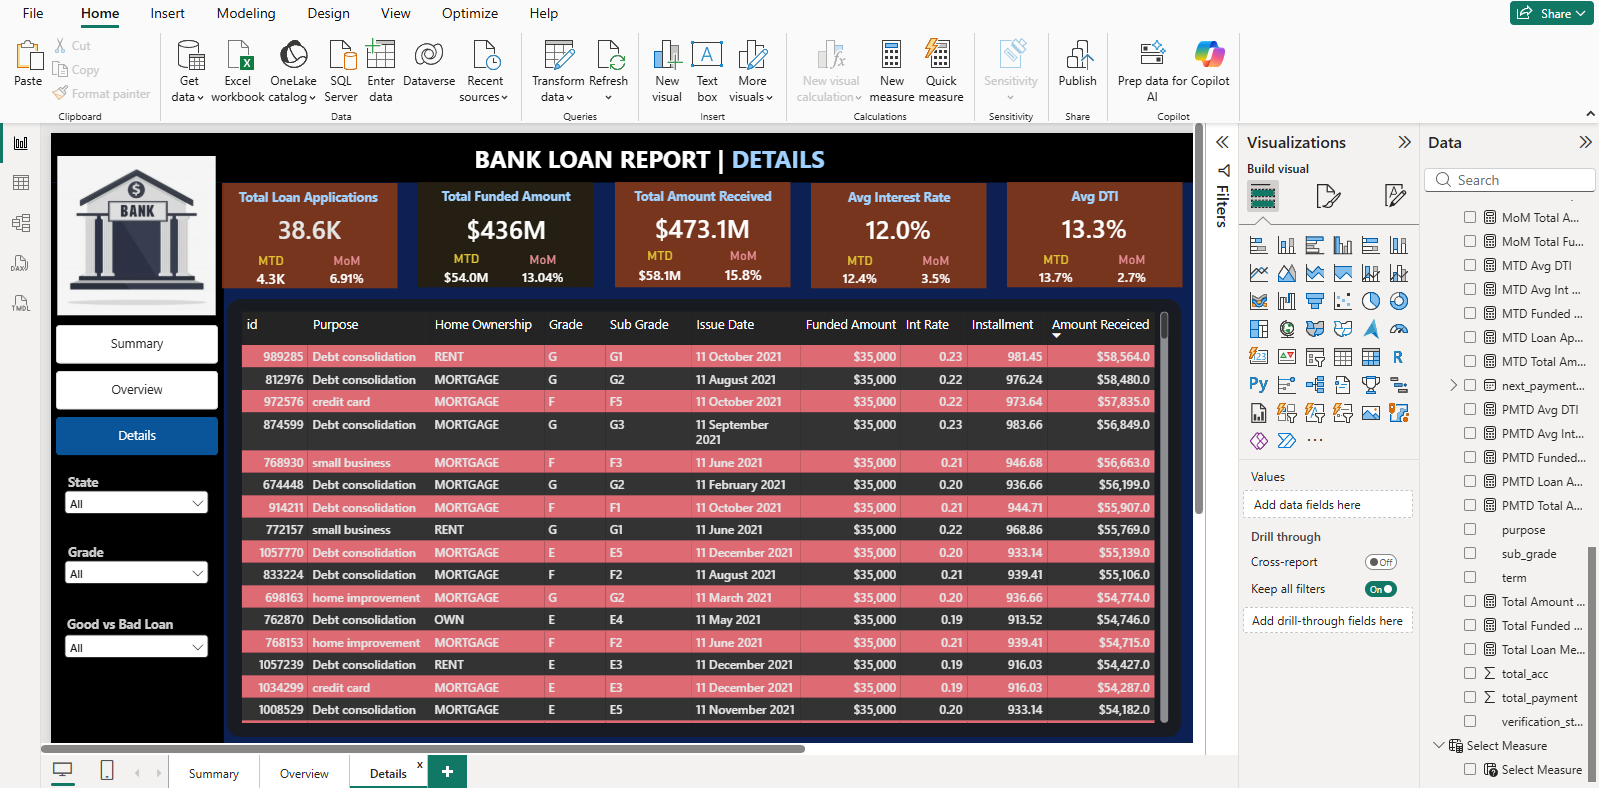 File Home Insert Modeling Design View Optimize Help Share
Paste
Cut
Copy
Format painter
Get data
Excel workbook
OneLake catalog
SQL Server
Enter data
Dataverse
Recent sources
Transform data
Refresh
New visual
Text box
More visuals
New visual calculation
New measure
Quick measure
Sensitivity
Publish
Prep data for AI
Copilot
Clipboard Data Queries Insert Calculations Sensitivity Share Copilot
DAX
TMDL
BANK LOAN REPORT | DETAILS
BANK
Total Loan Applications
38.6K
MTD MoM
4.3K 6.91%
Total Funded Amount
$436M
MTD MoM
$54.0M 13.04%
Total Amount Received
$473.1M
MTD MoM
$58.1M 15.8%
Avg Interest Rate
12.0%
MTD MoM
12.4% 3.5%
Avg DTI
13.3%
MTD MoM
13.7% 2.7%
Summary
Overview
Details
State
All
Grade
All
Good vs Bad Loan
All
id Purpose Home Ownership Grade Sub Grade Issue Date Funded Amount Int Rate Installment Amount Receiced
989285 Debt consolidation RENT G G1 11 October 2021 $35,000 0.23 981.45 $58,564.0
812976 Debt consolidation MORTGAGE G G2 11 August 2021 $35,000 0.22 976.24 $58,480.0
972576 credit card MORTGAGE F F5 11 October 2021 $35,000 0.22 973.64 $57,835.0
874599 Debt consolidation MORTGAGE G G3 11 September 2021 $35,000 0.23 983.66 $56,849.0
768930 small business MORTGAGE F F3 11 June 2021 $35,000 0.21 946.68 $56,663.0
674448 Debt consolidation MORTGAGE G G2 11 February 2021 $35,000 0.20 936.66 $56,199.0
914211 Debt consolidation MORTGAGE F F1 11 October 2021 $35,000 0.21 944.71 $55,907.0
772157 small business RENT G G1 11 June 2021 $35,000 0.22 968.86 $55,769.0
1057770 Debt consolidation MORTGAGE E E5 11 December 2021 $35,000 0.20 933.14 $55,139.0
833224 Debt consolidation MORTGAGE F F2 11 August 2021 $35,000 0.21 939.41 $55,106.0
698163 home improvement MORTGAGE G G2 11 March 2021 $35,000 0.20 936.66 $54,774.0
762870 Debt consolidation OWN E E4 11 May 2021 $35,000 0.19 913.52 $54,746.0
768153 home improvement MORTGAGE F F2 11 June 2021 $35,000 0.21 939.41 $54,715.0
1057239 Debt consolidation RENT E E3 11 December 2021 $35,000 0.19 916.03 $54,427.0
1034299 credit card MORTGAGE E E3 11 December 2021 $35,000 0.19 916.03 $54,287.0
1008529 Debt consolidation MORTGAGE E E5 11 November 2021 $35,000 0.20 933.14 $54,182.0
Summary Overview Details x +
Filters
Visualizations
Build visual
123
R
Py
...
Values
Add data fields here
Drill through
Cross-report Off
Keep all filters On
Add drill-through fields here
Data
Search
MoM Total A...
MoM Total Fu...
MTD Avg DTI
MTD Avg Int ...
MTD Funded ...
MTD Loan Ap...
MTD Total Am...
next_payment...
PMTD Avg DTI
PMTD Avg Int...
PMTD Funded...
PMTD Loan A...
PMTD Total A...
purpose
sub_grade
term
Total Amount ...
Total Funded ...
Total Loan Me...
total_acc
total_payment
verification_st...
Select Measure
Select Measure